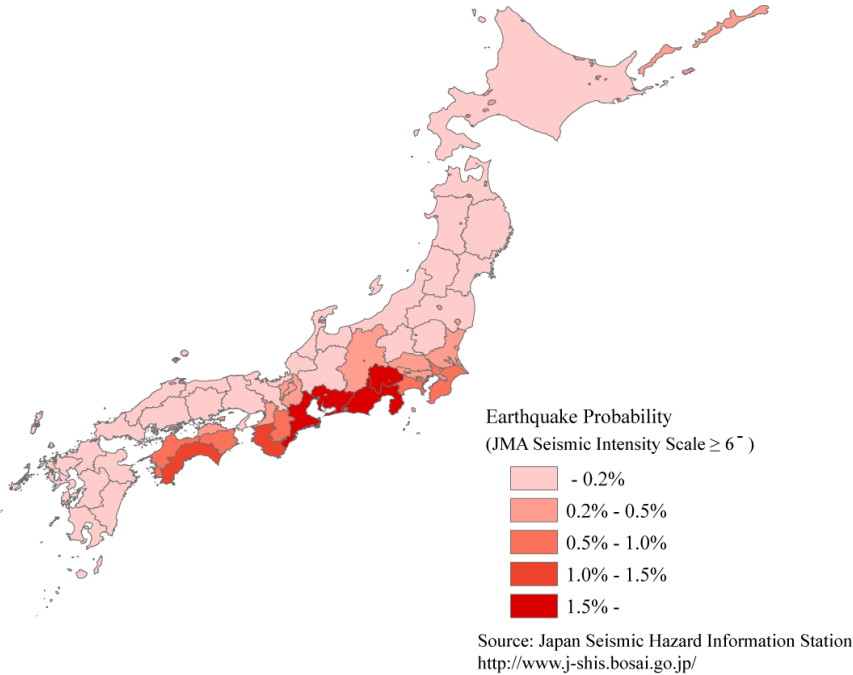 Earthquake Probability
(JMA Seismic Intensity Scale ≥ 6⁻ )
- 0.2%
0.2% - 0.5%
0.5% - 1.0%
1.0% - 1.5%
1.5% -
Source: Japan Seismic Hazard Information Station
http://www.j-shis.bosai.go.jp/